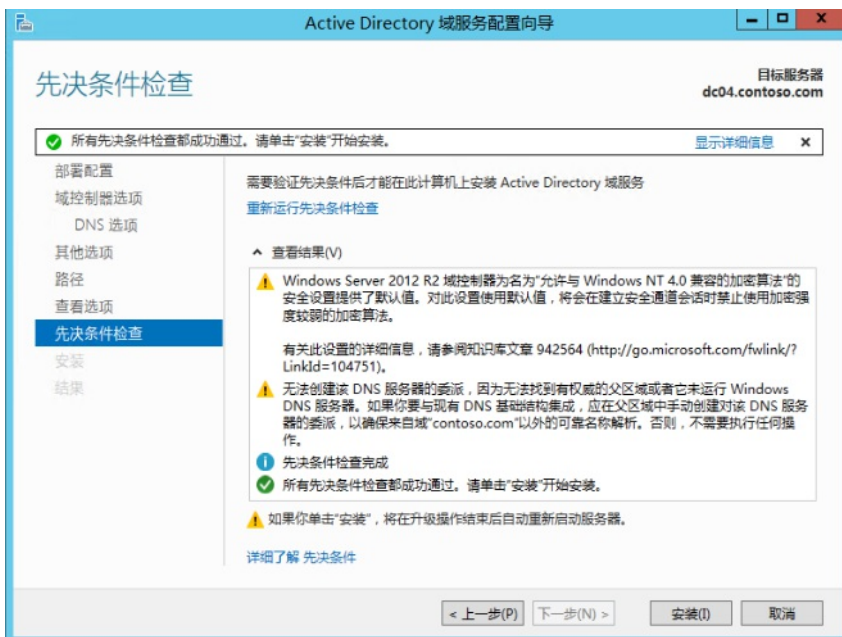 Active Directory 域服务配置向导
先决条件检查
目标服务器
dc04.contoso.com
所有先决条件检查都成功通过。请单击"安装"开始安装。
显示详细信息
部署配置
域控制器选项
DNS 选项
其他选项
路径
查看选项
先决条件检查
安装
结果
需要验证先决条件后才能在此计算机上安装 Active Directory 域服务
重新运行先决条件检查
查看结果(V)
Windows Server 2012 R2 域控制器为名为"允许与 Windows NT 4.0 兼容的加密算法"的
安全设置提供了默认值。对此设置使用默认值，将会在建立安全通道会话时禁止使用加密强
度较弱的加密算法。
有关此设置的详细信息，请参阅知识库文章 942564 (http://go.microsoft.com/fwlink/?
LinkId=104751)。
无法创建该 DNS 服务器的委派，因为无法找到有权威的父区域或者它未运行 Windows
DNS 服务器。如果你要与现有 DNS 基础结构集成，应在父区域中手动创建对该 DNS 服务
器的委派，以确保来自域"contoso.com"以外的可靠名称解析。否则，不需要执行任何操
作。
先决条件检查完成
所有先决条件检查都成功通过。请单击"安装"开始安装。
如果你单击"安装"，将在升级操作结束后自动重新启动服务器。
详细了解 先决条件
< 上一步(P)
下一步(N) >
安装(I)
取消